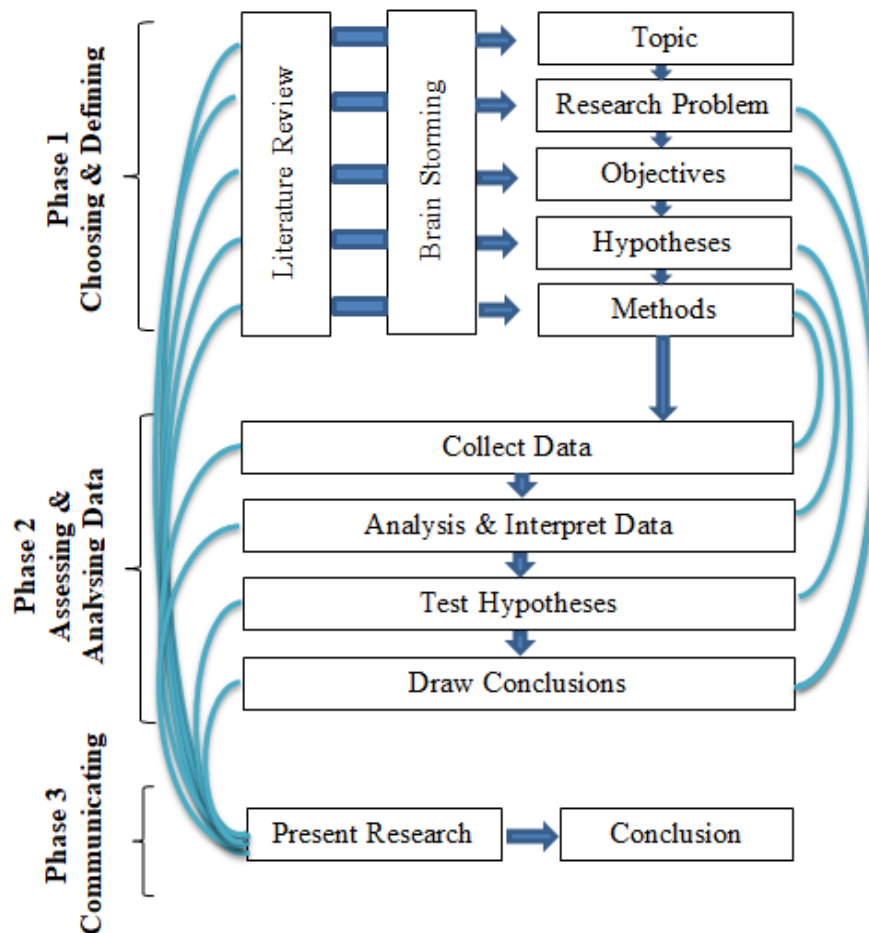 Phase 1
Choosing & Defining
Literature Review
Brain Storming
Topic
Research Problem
Objectives
Hypotheses
Methods
Phase 2
Assessing &
Analysing Data
Collect Data
Analysis & Interpret Data
Test Hypotheses
Draw Conclusions
Phase 3
Communicating
Present Research
Conclusion